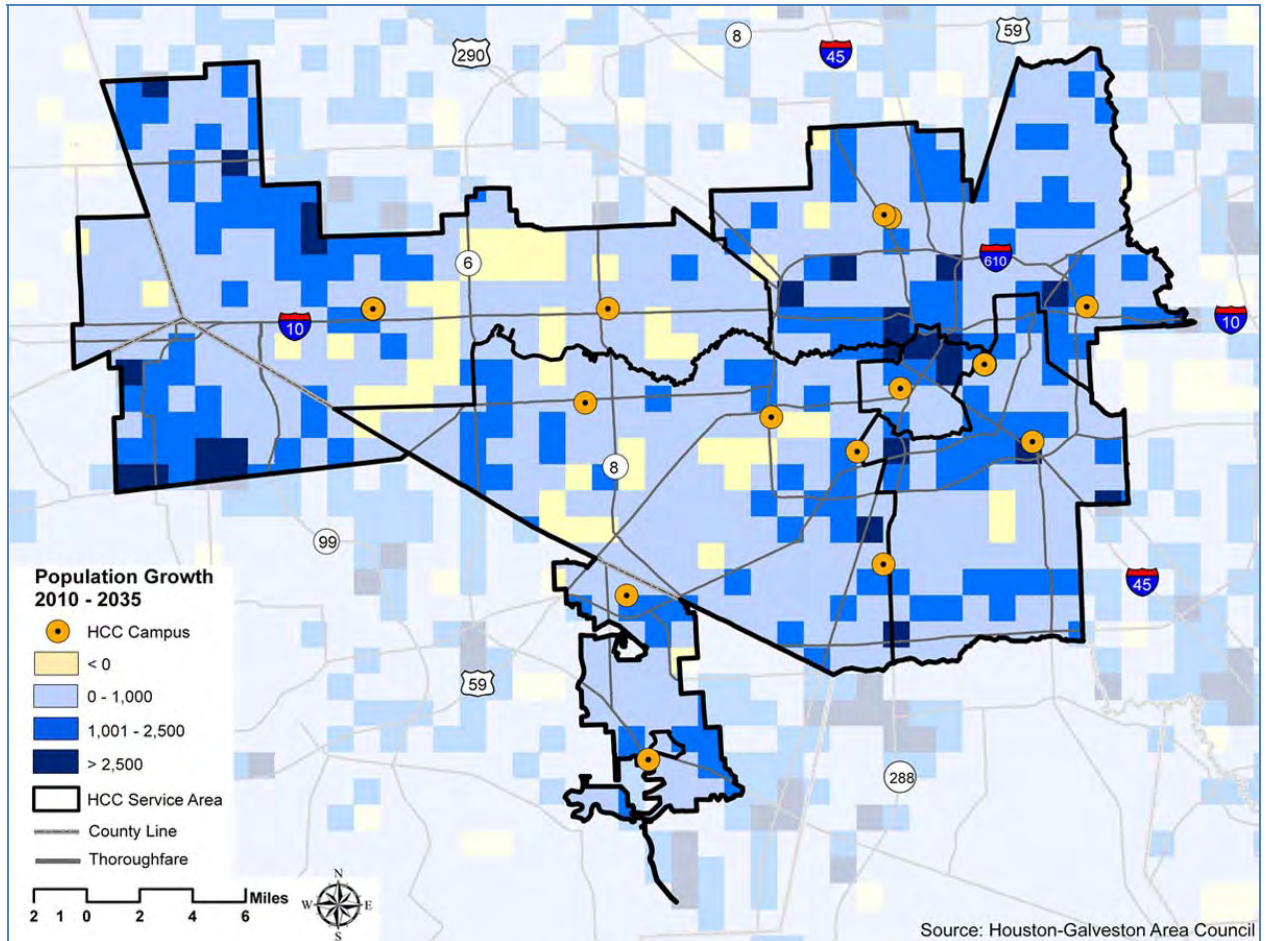 59
8
45
290
610
6
10
10
8
99
45
59
288
Population Growth
2010 - 2035
HCC Campus
< 0
0 - 1,000
1,001 - 2,500
> 2,500
HCC Service Area
County Line
Thoroughfare
Miles
2 1 0 2 4 6
N
W E
S
Source: Houston-Galveston Area Council